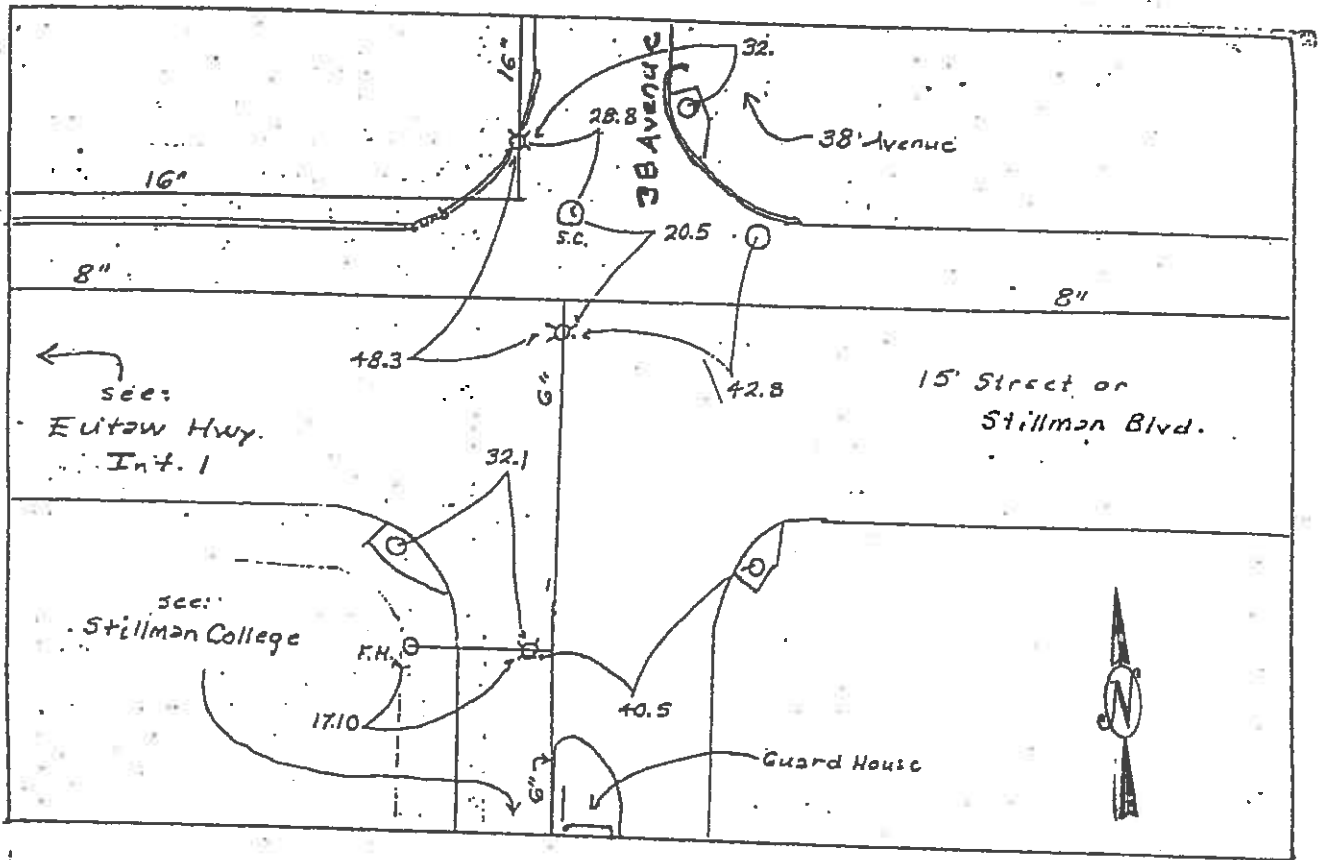 16"
38 Avenue
32.
28.8
38' Avenue
16"
S.C.
20.5
8"
8"
48.3
42.8
6"
see:
Eutaw Hwy.
Int. 1
15' Street or
Stillman Blvd.
32.1
see:
Stillman College
F.H.
17.10
40.5
N
6"
Guard House